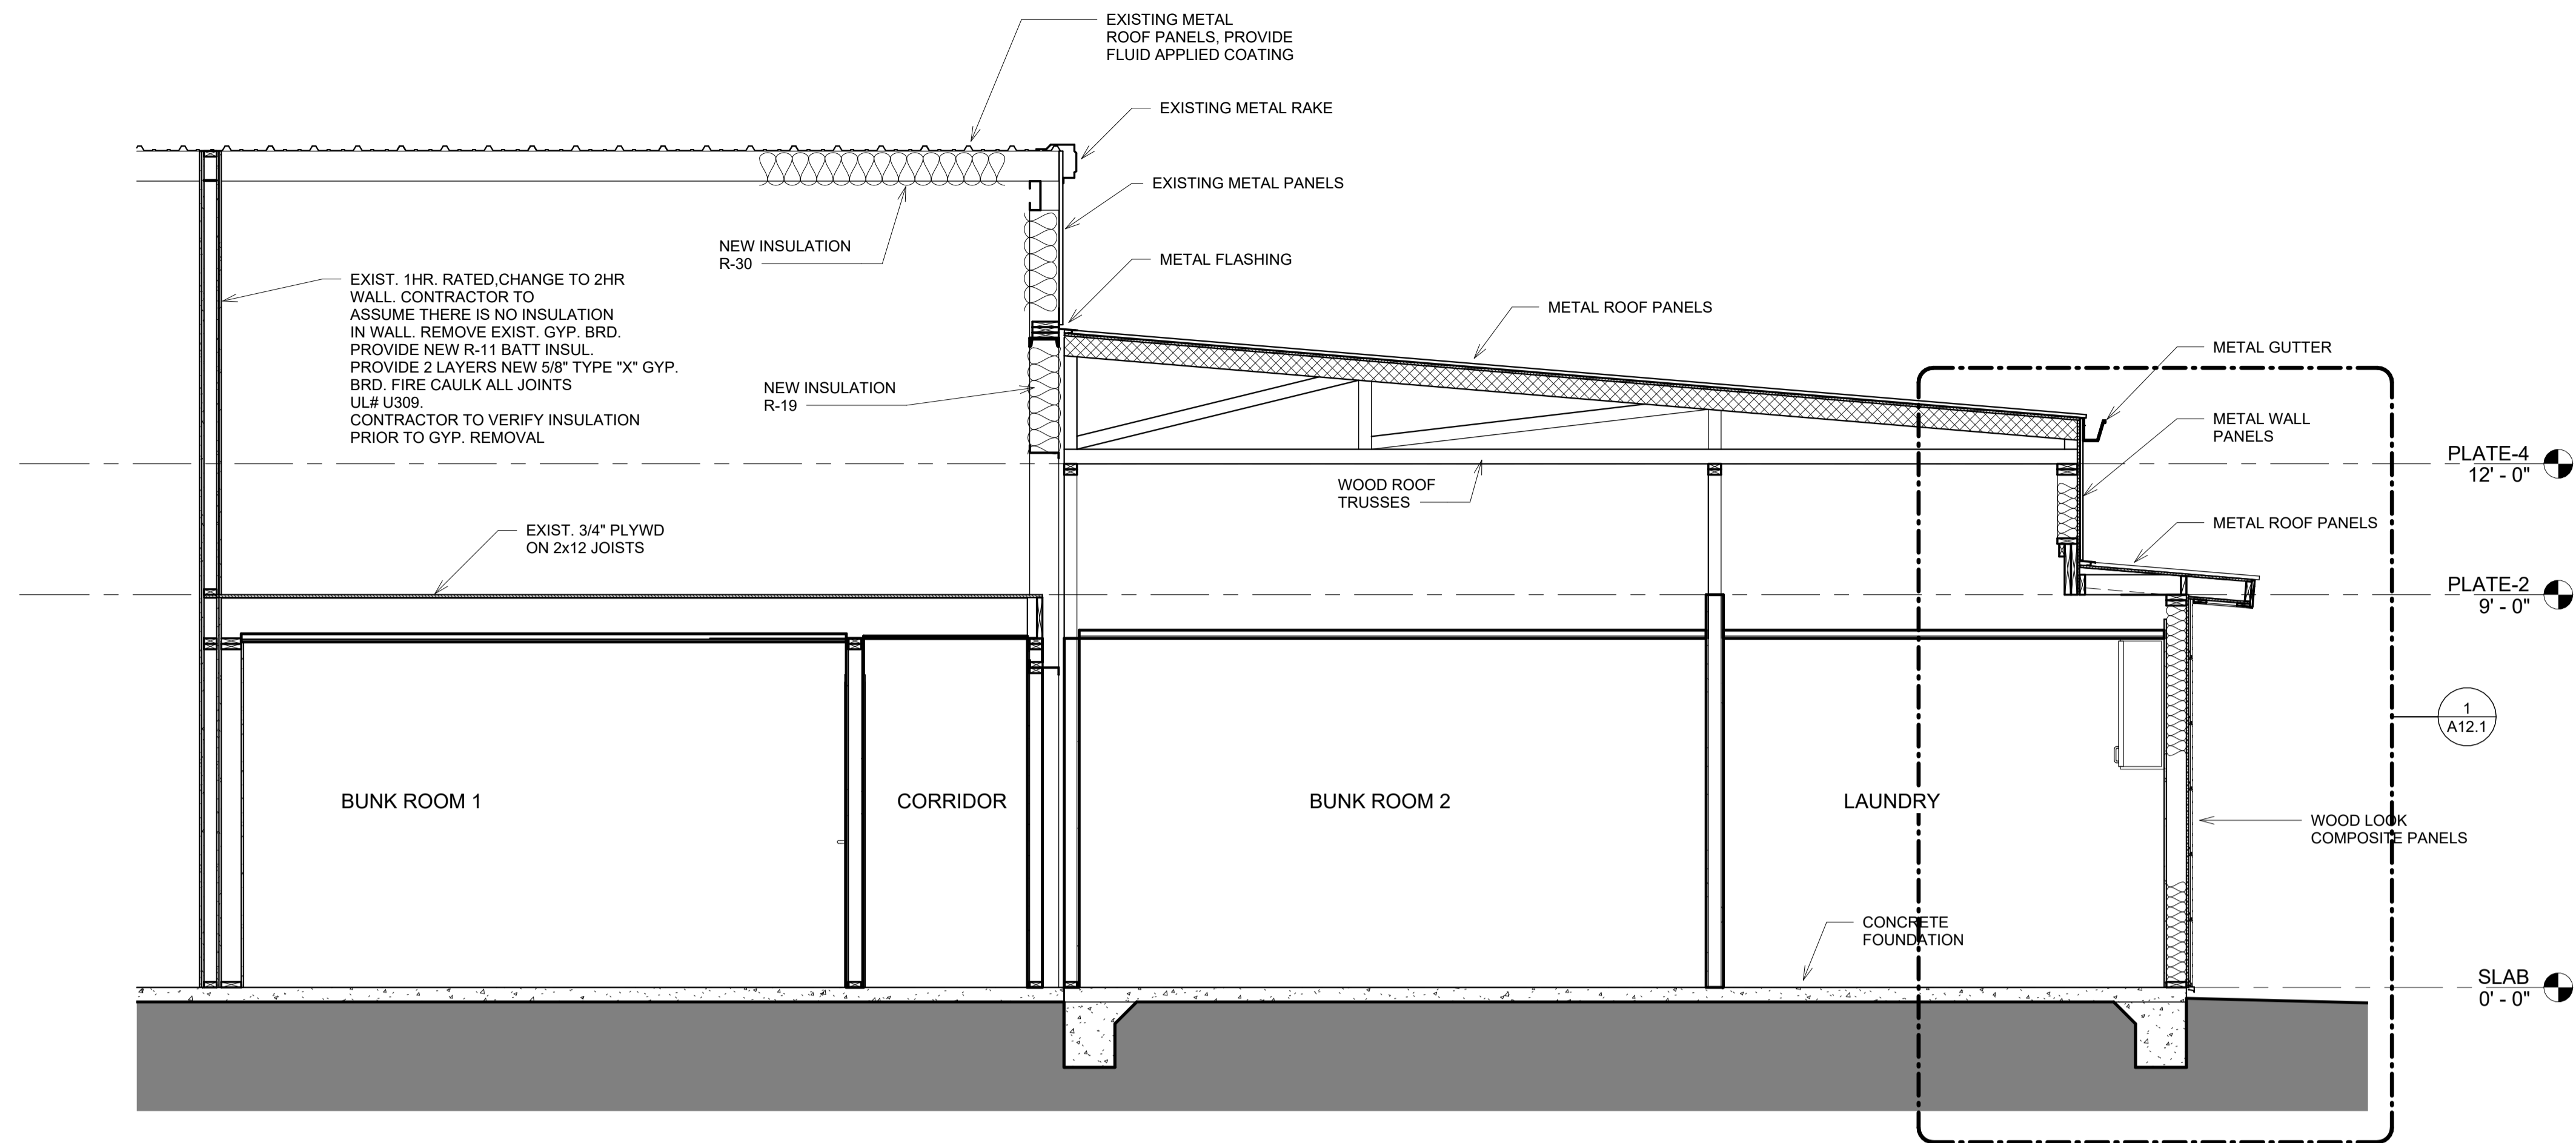 EXISTING METAL
ROOF PANELS, PROVIDE
FLUID APPLIED COATING
EXISTING METAL RAKE
EXISTING METAL PANELS
NEW INSULATION
R-30
METAL FLASHING
EXIST. 1HR. RATED,CHANGE TO 2HR
WALL. CONTRACTOR TO
ASSUME THERE IS NO INSULATION
IN WALL. REMOVE EXIST. GYP. BRD.
PROVIDE NEW R-11 BATT INSUL.
PROVIDE 2 LAYERS NEW 5/8" TYPE "X" GYP.
BRD. FIRE CAULK ALL JOINTS
UL# U309.
CONTRACTOR TO VERIFY INSULATION
PRIOR TO GYP. REMOVAL
METAL ROOF PANELS
METAL GUTTER
NEW INSULATION
R-19
METAL WALL
PANELS
PLATE-4
12' - 0"
WOOD ROOF
TRUSSES
METAL ROOF PANELS
EXIST. 3/4" PLYWD
ON 2x12 JOISTS
PLATE-2
9' - 0"
1
A12.1
BUNK ROOM 1
CORRIDOR
BUNK ROOM 2
LAUNDRY
WOOD LOOK
COMPOSITE PANELS
CONCRETE
FOUNDATION
SLAB
0' - 0"